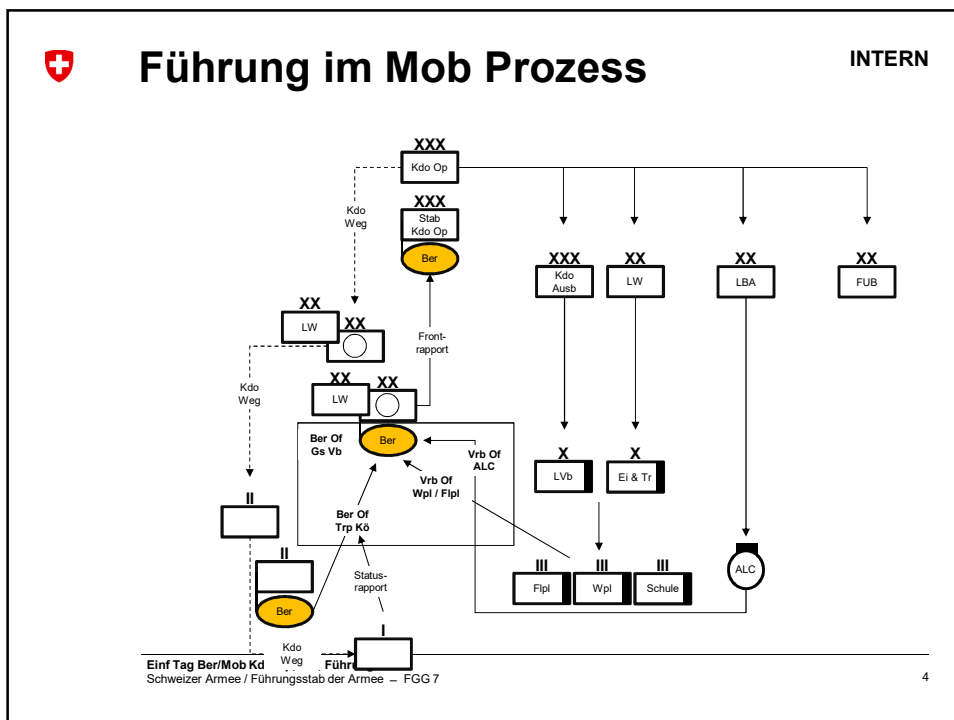 Führung im Mob Prozess
INTERN
XXX
Kdo Op
XXX
Stab
Kdo Op
Ber
Kdo
Weg
XXX
Kdo
Ausb
XX
LW
XX
LBA
XX
FUB
XX
LW
XX
Front-
rapport
Kdo
Weg
XX
LW
XX
Ber Of
Gs Vb
Ber
Vrb Of
ALC
Vrb Of
Wpl / Flpl
Ber Of
Trp Kö
X
LVb
X
Ei & Tr
II
II
Ber
Status-
rapport
III
Flpl
III
Wpl
III
Schule
ALC
I
Kdo
Weg
Einf Tag Ber/Mob Kd Führung
Schweizer Armee / Führungsstab der Armee – FGG 7
4